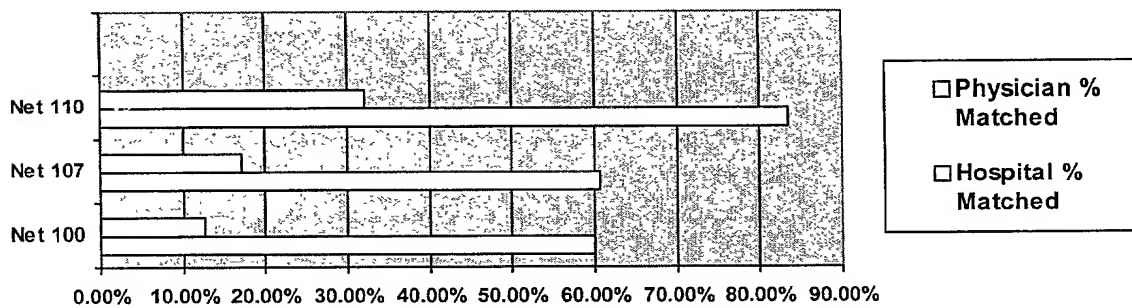 Net 110
Net 107
Net 100
0.00% 10.00% 20.00% 30.00% 40.00% 50.00% 60.00% 70.00% 80.00% 90.00%
Physician %
Matched
Hospital %
Matched